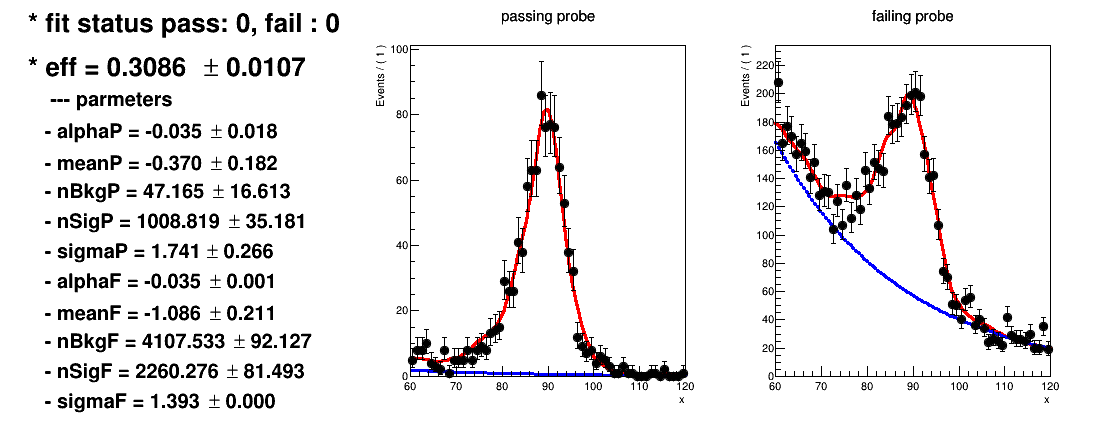 * fit status pass: 0, fail : 0
* eff = 0.3086 ± 0.0107
--- parmeters
- alphaP = -0.035 ± 0.018
- meanP = -0.370 ± 0.182
- nBkgP = 47.165 ± 16.613
- nSigP = 1008.819 ± 35.181
- sigmaP = 1.741 ± 0.266
- alphaF = -0.035 ± 0.001
- meanF = -1.086 ± 0.211
- nBkgF = 4107.533 ± 92.127
- nSigF = 2260.276 ± 81.493
- sigmaF = 1.393 ± 0.000
passing probe
Events / ( 1 )
100
80
60
40
20
0
60 70 80 90 100 110 120
x
failing probe
Events / ( 1 )
220
200
180
160
140
120
100
80
60
40
20
0
60 70 80 90 100 110 120
x